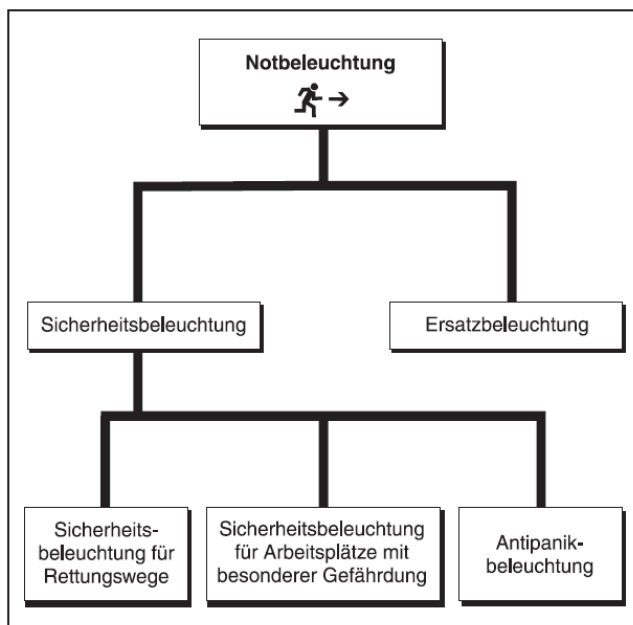 Notbeleuchtung
Sicherheitsbeleuchtung
Ersatzbeleuchtung
Sicherheits-
beleuchtung für
Rettungswege
Sicherheitsbeleuchtung
für Arbeitsplätze mit
besonderer Gefährdung
Antipanik-
beleuchtung